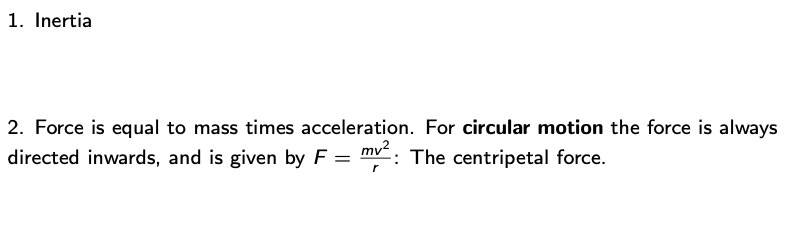 1. Inertia
2. Force is equal to mass times acceleration. For circular motion the force is always
directed inwards, and is given by F = mv²/r: The centripetal force.